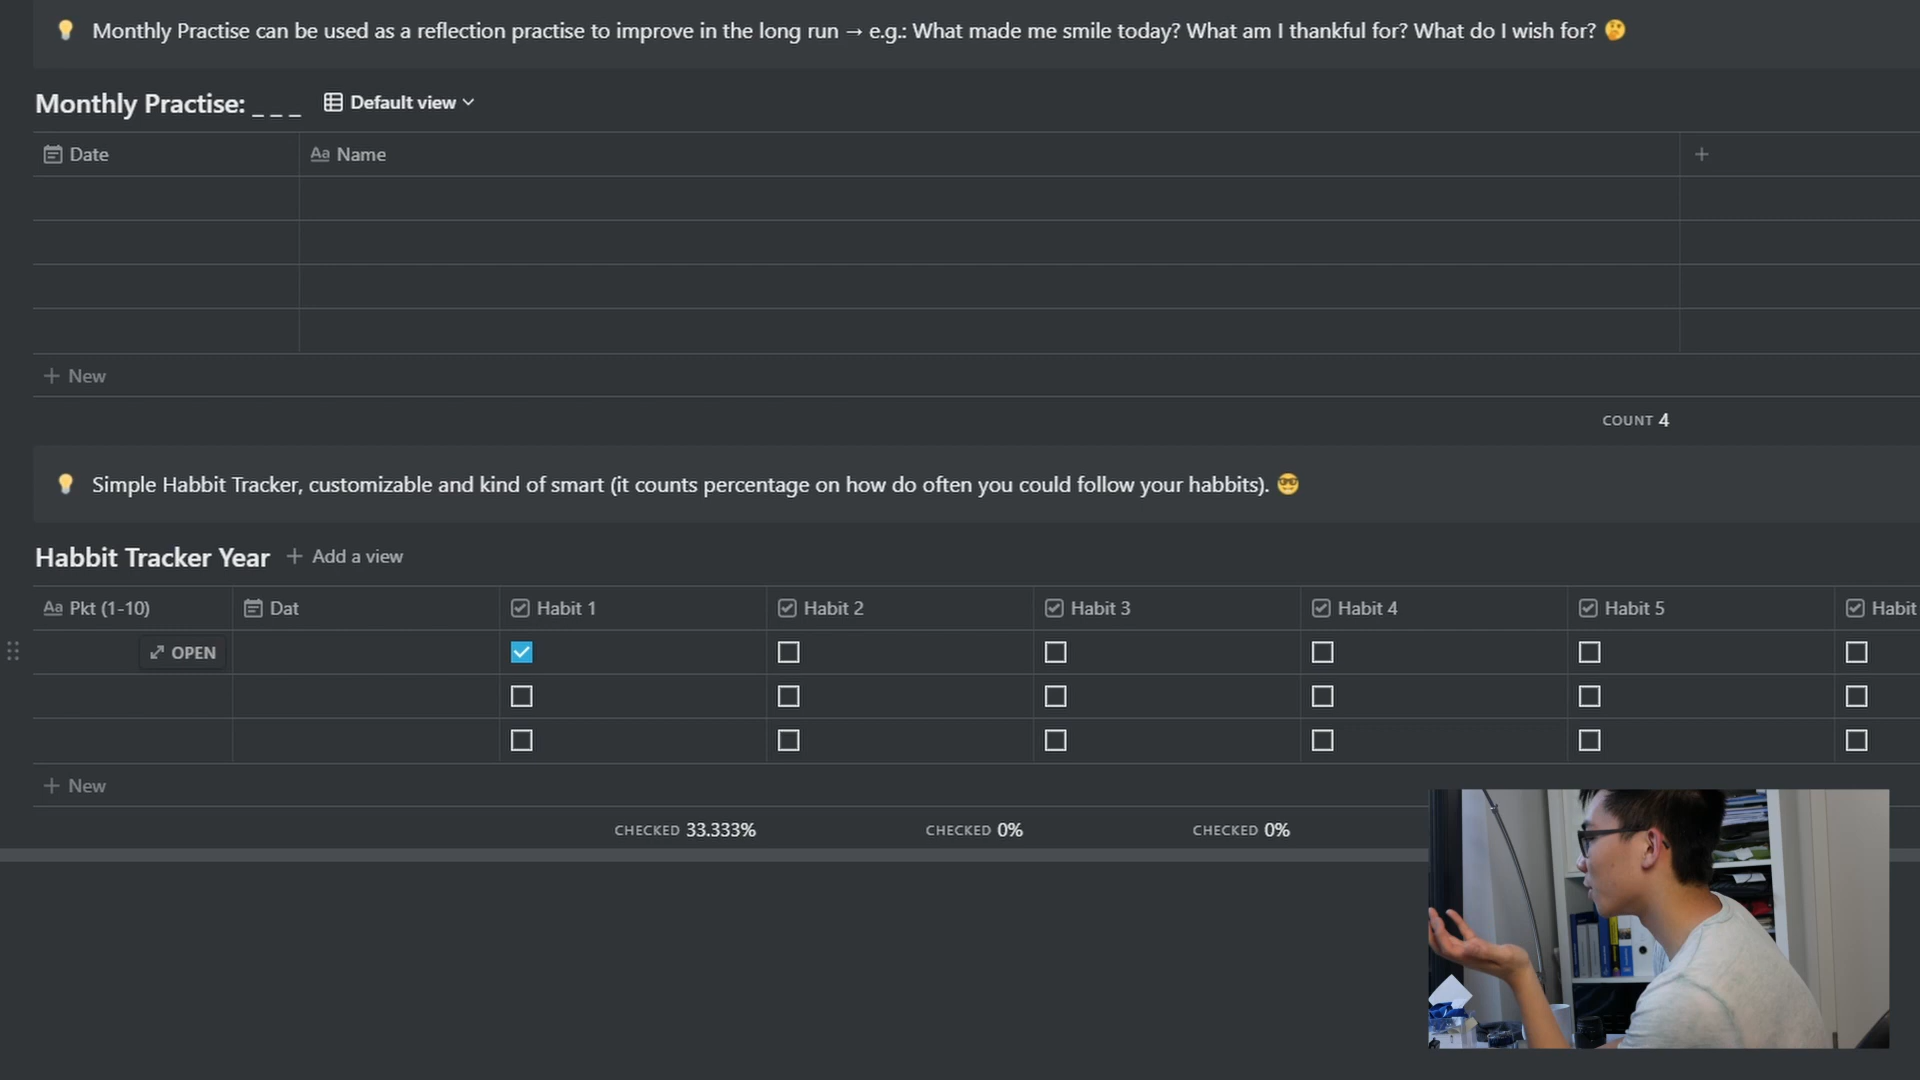 Monthly Practise can be used as a reflection practise to improve in the long run → e.g.: What made me smile today? What am I thankful for? What do I wish for? 🤔
Monthly Practise: _ _ _ Default view
Date Aa Name +
+ New
COUNT 4
Simple Habbit Tracker, customizable and kind of smart (it counts percentage on how do often you could follow your habbits). 🤓
Habbit Tracker Year + Add a view
Aa Pkt (1-10) Dat Habit 1 Habit 2 Habit 3 Habit 4 Habit 5 Habit
OPEN
+ New
CHECKED 33.333% CHECKED 0% CHECKED 0%